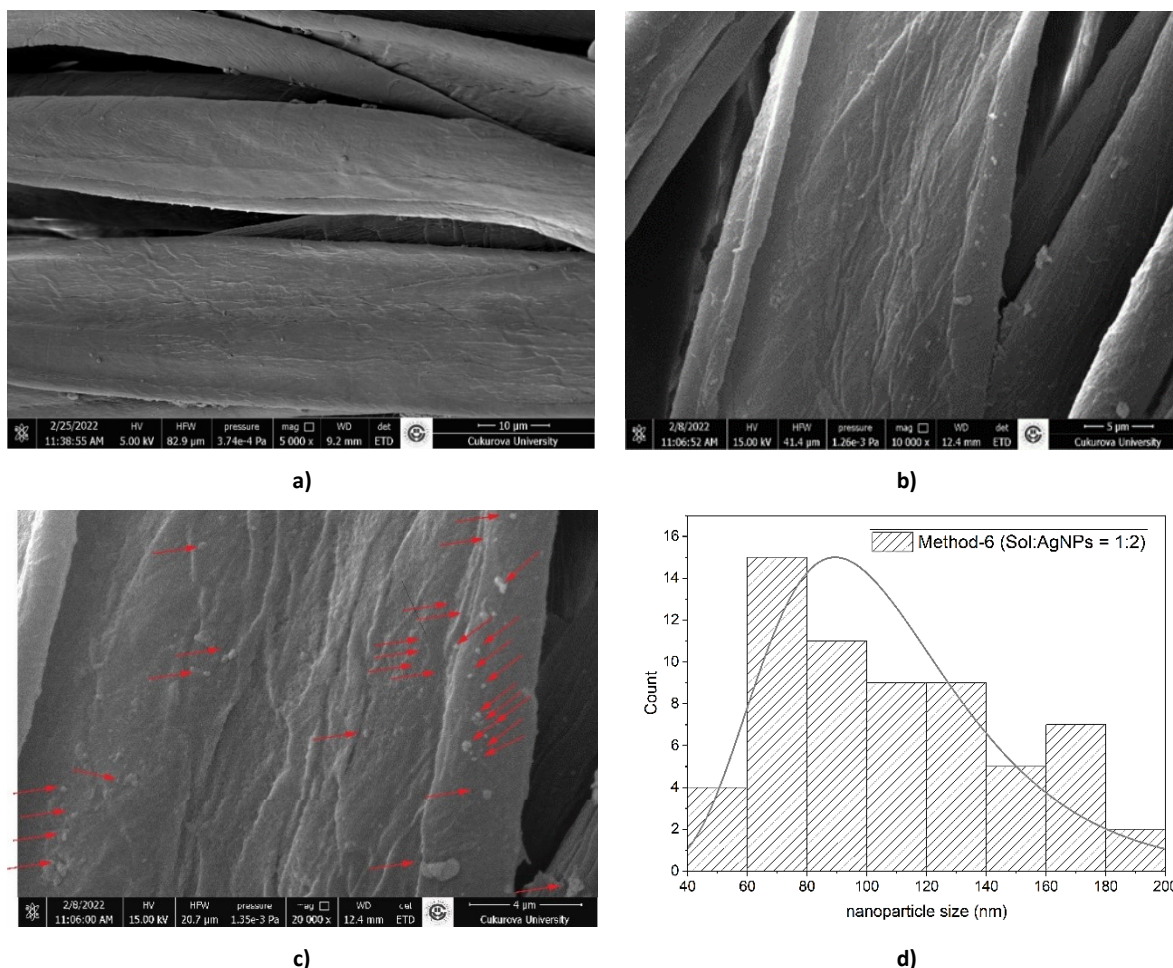 2/25/2022 HV HFW pressure mag WD det 10 µm
11:38:55 AM 5.00 kV 82.9 µm 3.74e-4 Pa 5 000 x 9.2 mm ETD Cukurova University
a)
2/8/2022 HV HFW pressure mag WD det 5 µm
11:06:52 AM 15.00 kV 41.4 µm 1.26e-3 Pa 10 000 x 12.4 mm ETD Cukurova University
b)
2/8/2022 HV HFW pressure mag WD det 4 µm
11:06:00 AM 15.00 kV 20.7 µm 1.35e-3 Pa 20 000 x 12.4 mm ETD Cukurova University
c)
Method-6 (Sol:AgNPs = 1:2)
Count
16
14
12
10
8
6
4
2
0
40 60 80 100 120 140 160 180 200
nanoparticle size (nm)
d)